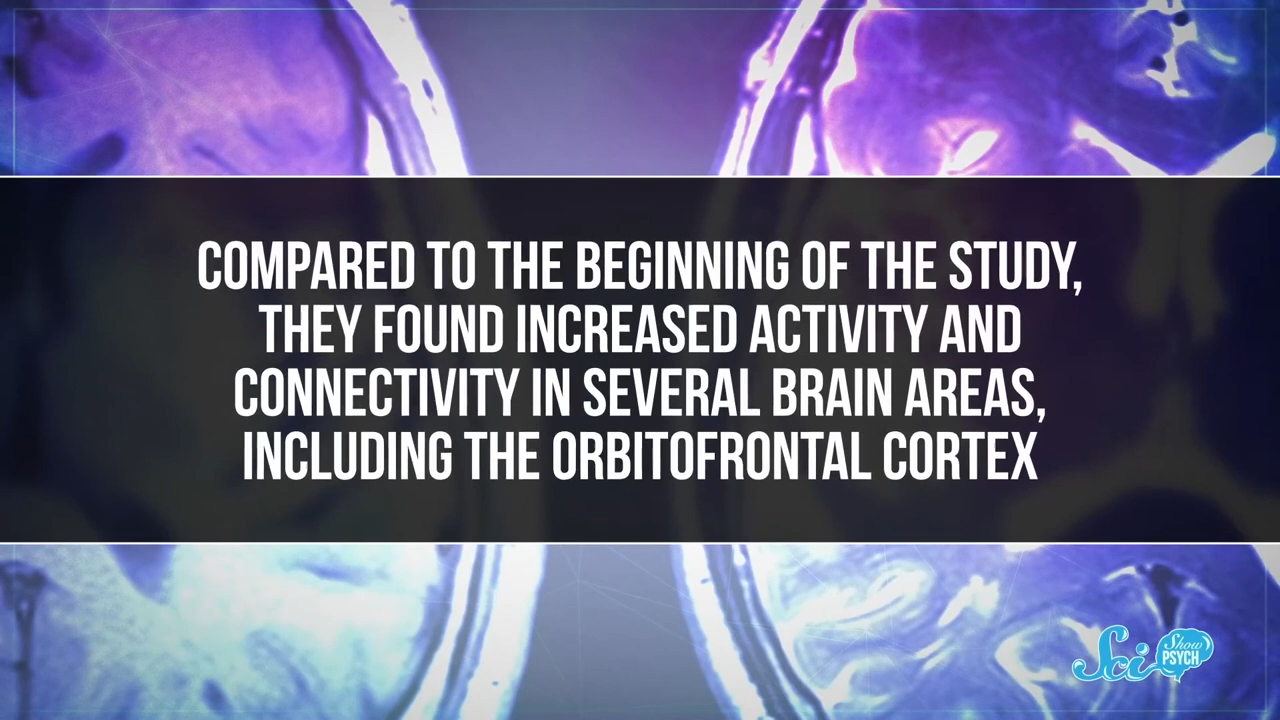 COMPARED TO THE BEGINNING OF THE STUDY,
THEY FOUND INCREASED ACTIVITY AND
CONNECTIVITY IN SEVERAL BRAIN AREAS,
INCLUDING THE ORBITOFRONTAL CORTEX
Sci Show
PSYCH